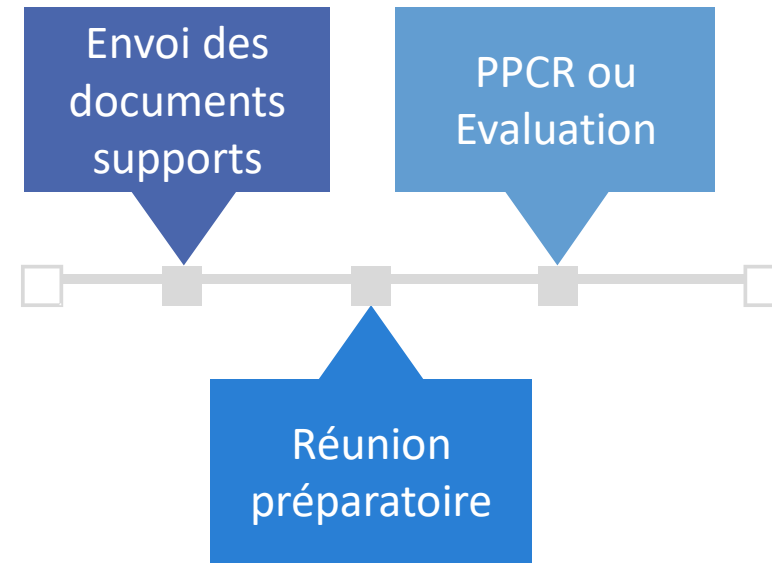 Envoi des
documents
supports
PPCR ou
Evaluation
Réunion
préparatoire